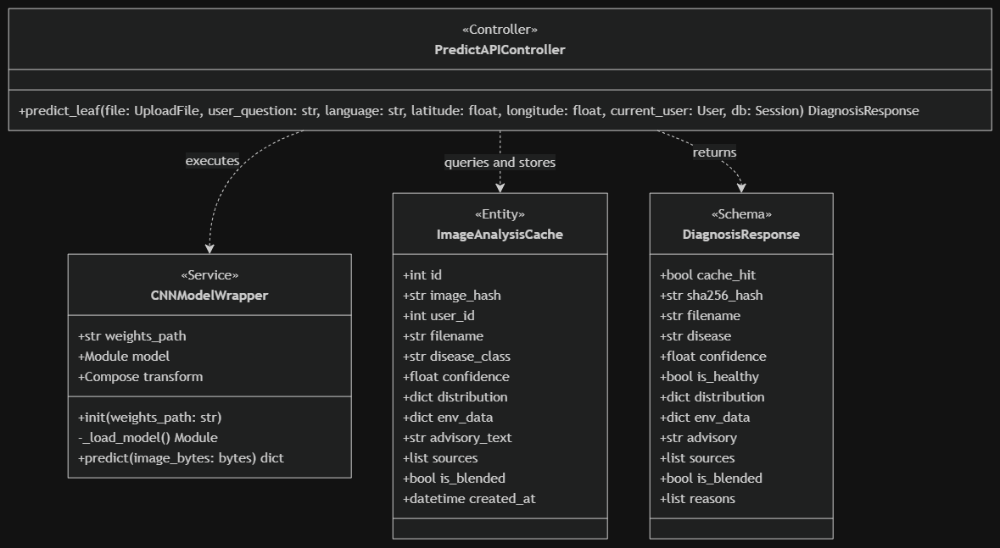 «Controller»
PredictAPIController
+predict_leaf(file: UploadFile, user_question: str, language: str, latitude: float, longitude: float, current_user: User, db: Session) DiagnosisResponse
executes
queries and stores
returns
«Service»
CNNModelWrapper
+str weights_path
+Module model
+Compose transform
+init(weights_path: str)
-_load_model() Module
+predict(image_bytes: bytes) dict
«Entity»
ImageAnalysisCache
+int id
+str image_hash
+int user_id
+str filename
+str disease_class
+float confidence
+dict distribution
+dict env_data
+str advisory_text
+list sources
+bool is_blended
+datetime created_at
«Schema»
DiagnosisResponse
+bool cache_hit
+str sha256_hash
+str filename
+str disease
+float confidence
+bool is_healthy
+dict distribution
+dict env_data
+str advisory
+list sources
+bool is_blended
+list reasons